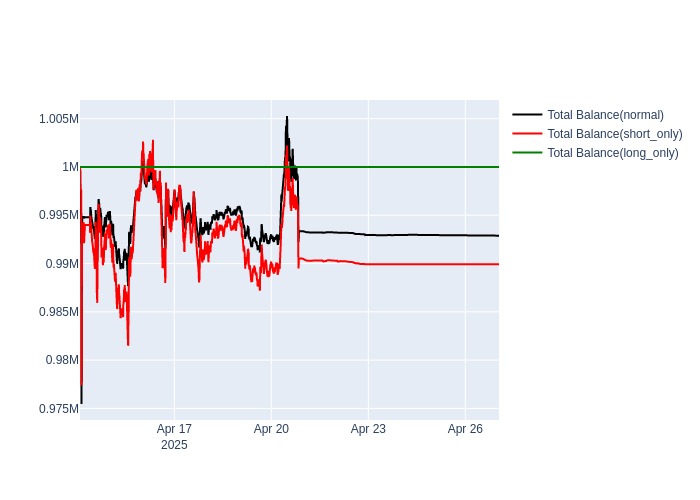 1.005M
1M
0.995M
0.99M
0.985M
0.98M
0.975M
Apr 17
2025
Apr 20
Apr 23
Apr 26
Total Balance(normal)
Total Balance(short_only)
Total Balance(long_only)